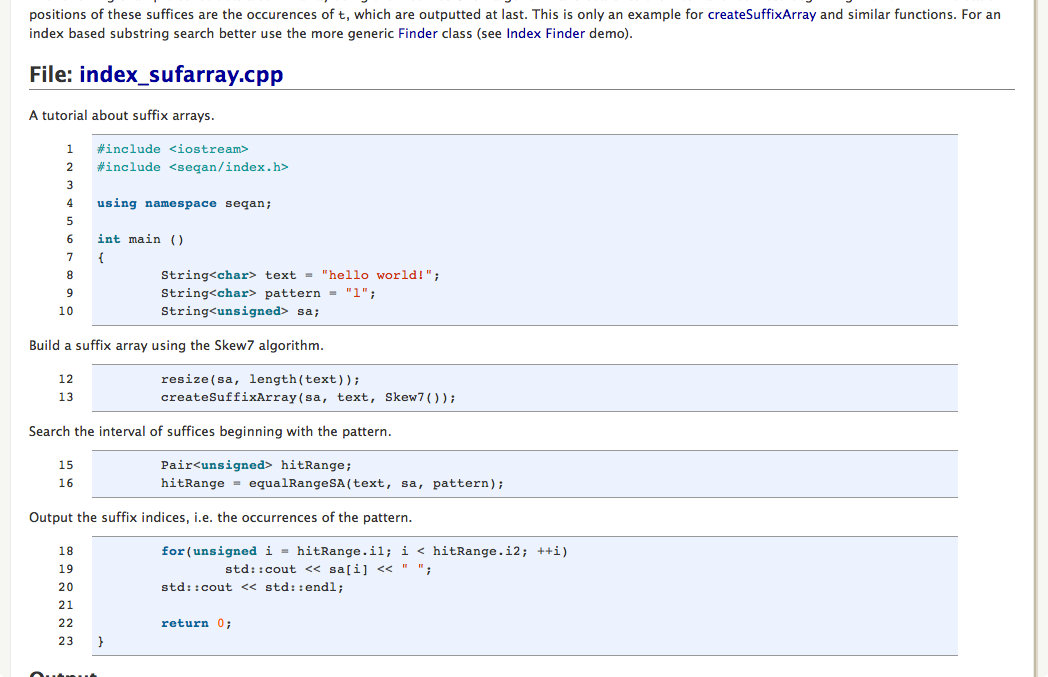 positions of these suffices are the occurences of t, which are outputted at last. This is only an example for createSuffixArray and similar functions. For an
index based substring search better use the more generic Finder class (see Index Finder demo).
File: index_sufarray.cpp
A tutorial about suffix arrays.
1 #include <iostream>
2 #include <seqan/index.h>
3
4 using namespace seqan;
5
6 int main ()
7 {
8 String<char> text = "hello world!";
9 String<char> pattern = "l";
10 String<unsigned> sa;
Build a suffix array using the Skew7 algorithm.
12 resize(sa, length(text));
13 createSuffixArray(sa, text, Skew7());
Search the interval of suffices beginning with the pattern.
15 Pair<unsigned> hitRange;
16 hitRange = equalRangeSA(text, sa, pattern);
Output the suffix indices, i.e. the occurrences of the pattern.
18 for(unsigned i = hitRange.i1; i < hitRange.i2; ++i)
19 std::cout << sa[i] << " ";
20 std::cout << std::endl;
21
22 return 0;
23 }
Output